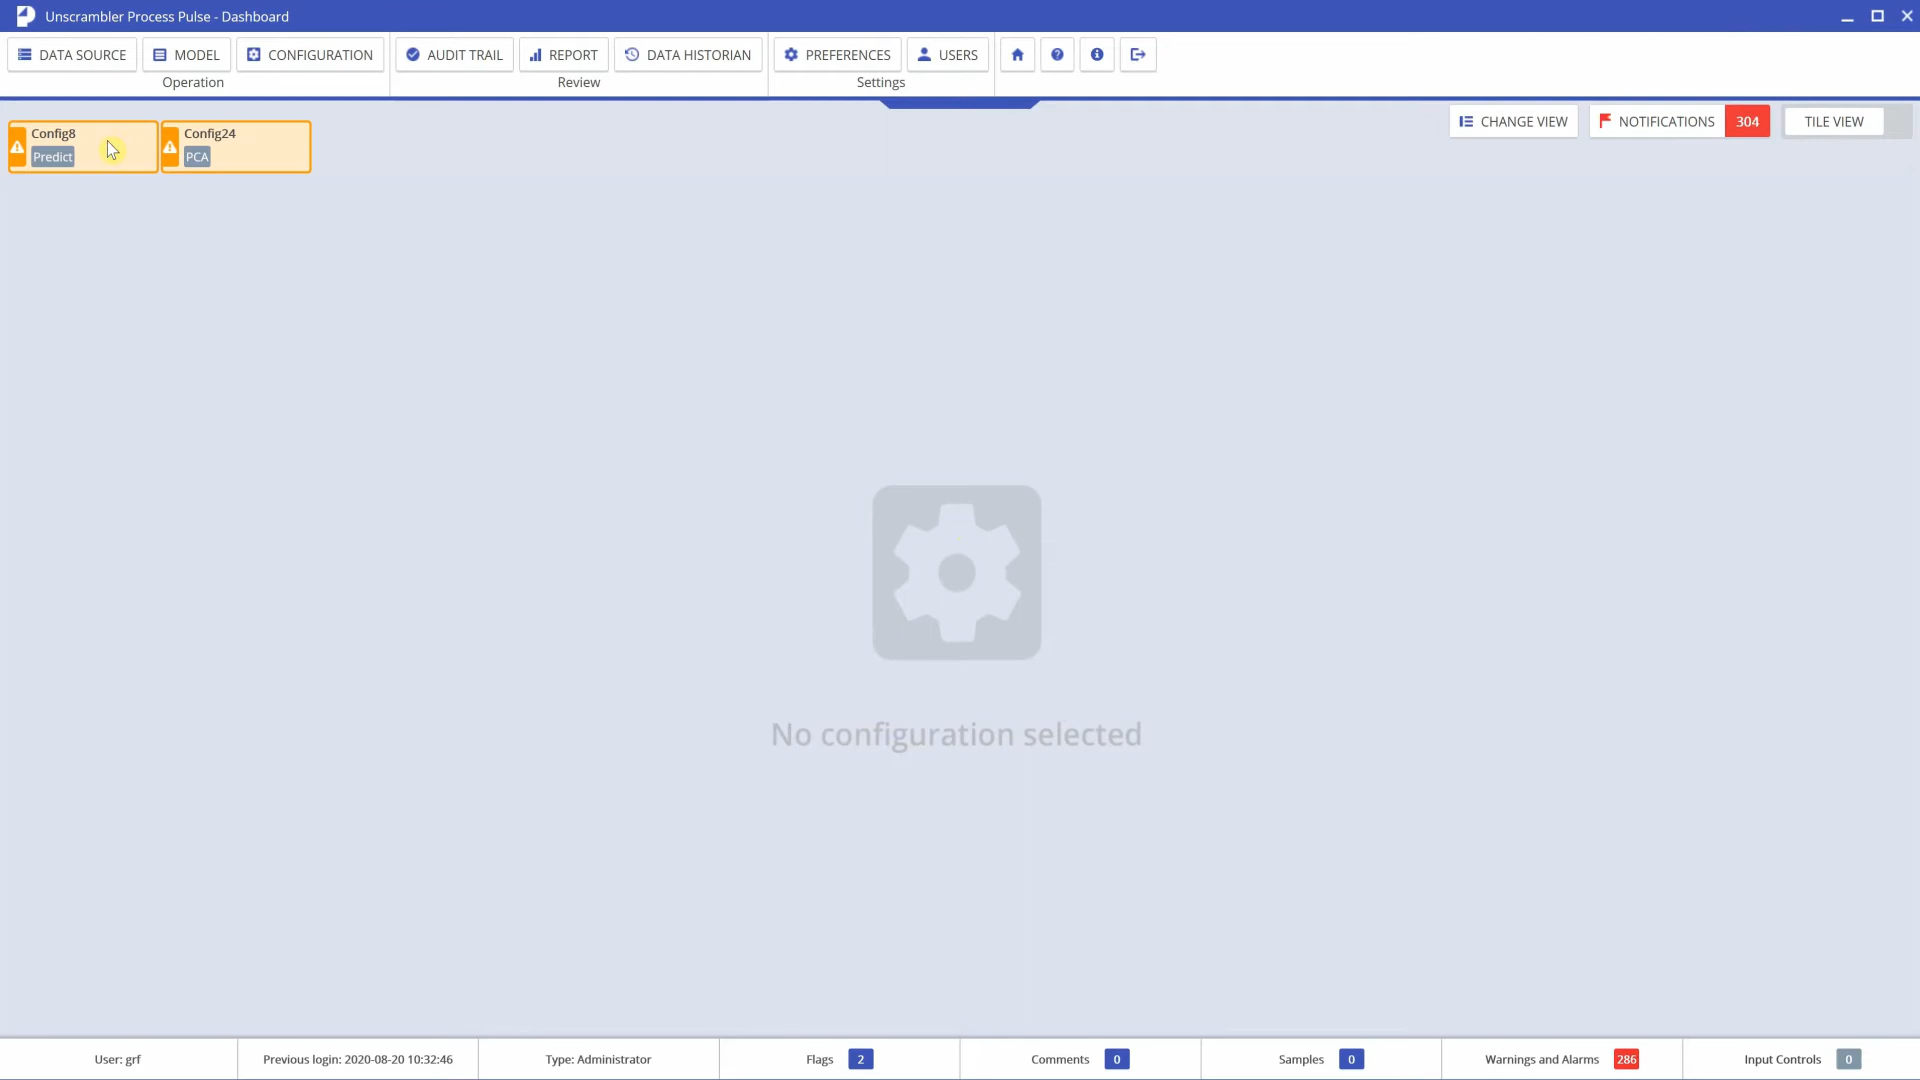 Unscrambler Process Pulse - Dashboard
DATA SOURCE
MODEL
CONFIGURATION
Operation
AUDIT TRAIL
REPORT
DATA HISTORIAN
Review
PREFERENCES
USERS
Settings
CHANGE VIEW
NOTIFICATIONS 304
TILE VIEW
Config8
Predict
Config24
PCA
No configuration selected
User: grf
Previous login: 2020-08-20 10:32:46
Type: Administrator
Flags 2
Comments 0
Samples 0
Warnings and Alarms 286
Input Controls 0